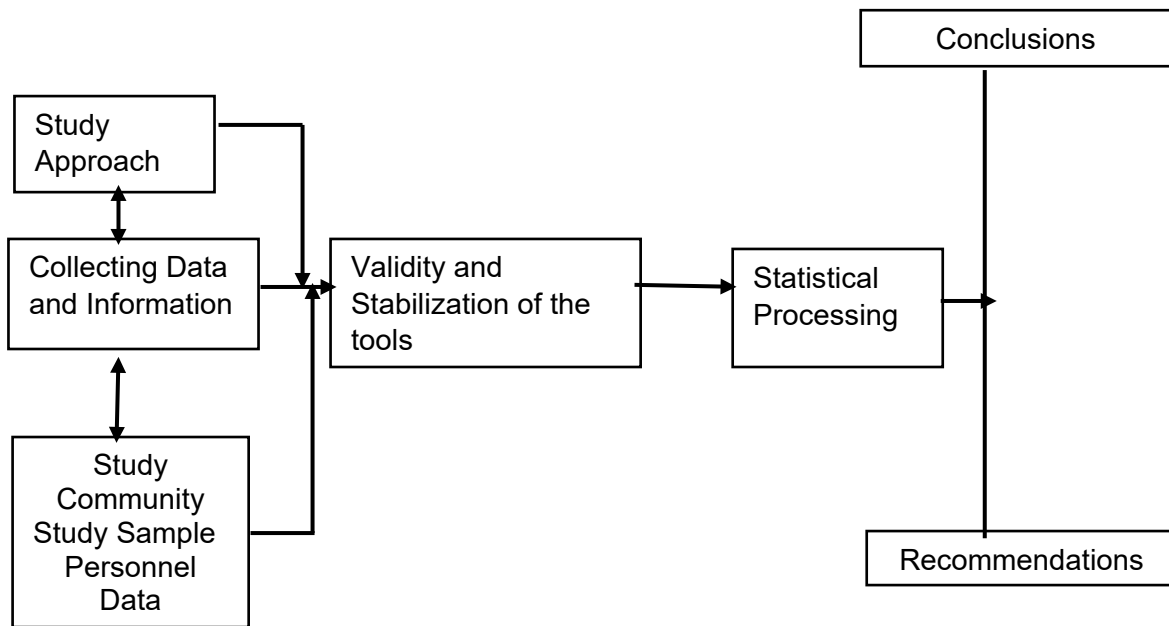 Conclusions
Study
Approach
Collecting Data
and Information
Validity and
Stabilization of the
tools
Statistical
Processing
Study
Community
Study Sample
Personnel
Data
Recommendations